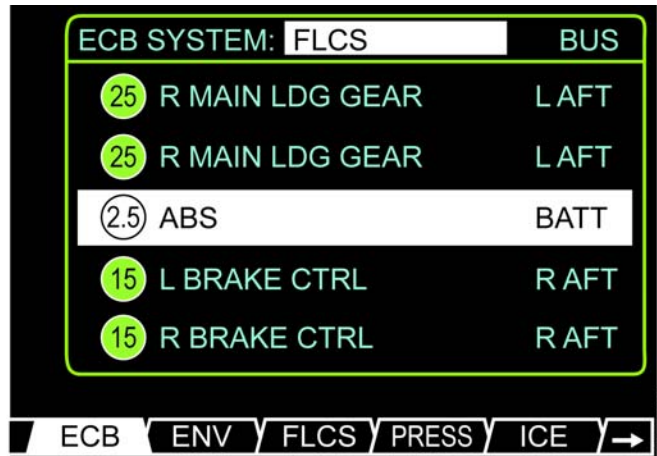 ECB SYSTEM: FLCS BUS
25 R MAIN LDG GEAR L AFT
25 R MAIN LDG GEAR L AFT
2.5 ABS BATT
15 L BRAKE CTRL R AFT
15 R BRAKE CTRL R AFT
ECB ENV FLCS PRESS ICE →